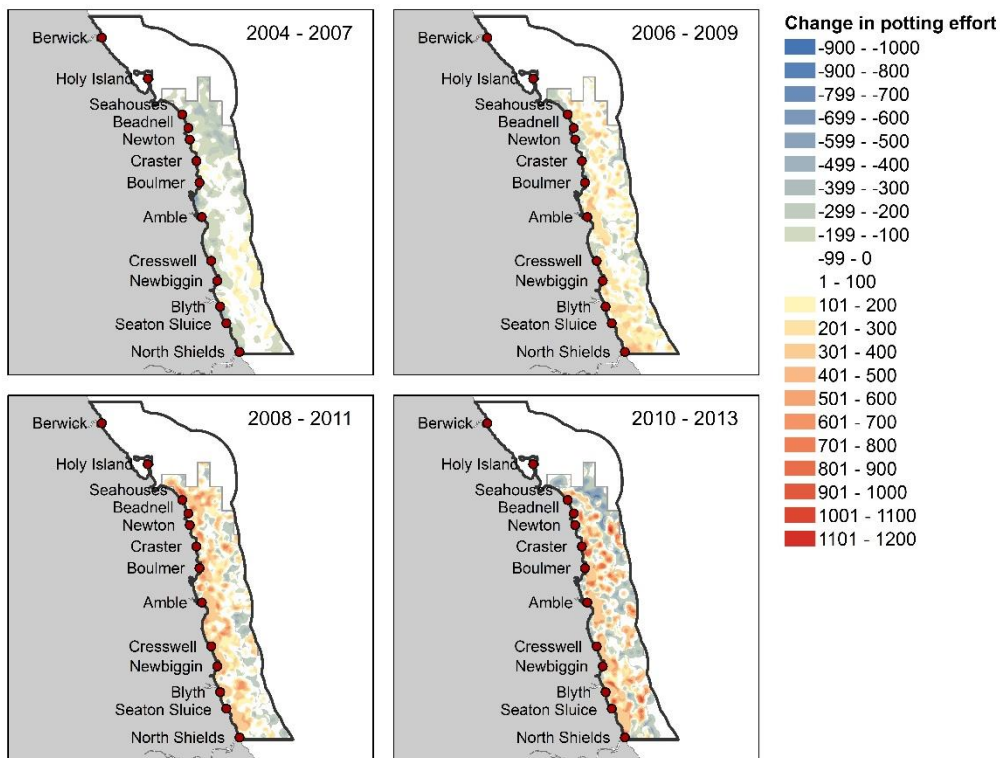 2004 - 2007
Berwick
Holy Island
Seahouses
Beadnell
Newton
Craster
Boulmer
Amble
Cresswell
Newbiggin
Blyth
Seaton Sluice
North Shields
2006 - 2009
Berwick
Holy Island
Seahouses
Beadnell
Newton
Craster
Boulmer
Amble
Cresswell
Newbiggin
Blyth
Seaton Sluice
North Shields
2008 - 2011
Berwick
Holy Island
Seahouses
Beadnell
Newton
Craster
Boulmer
Amble
Cresswell
Newbiggin
Blyth
Seaton Sluice
North Shields
2010 - 2013
Berwick
Holy Island
Seahouses
Beadnell
Newton
Craster
Boulmer
Amble
Cresswell
Newbiggin
Blyth
Seaton Sluice
North Shields
Change in potting effort
-900 - -1000
-900 - -800
-799 - -700
-699 - -600
-599 - -500
-499 - -400
-399 - -300
-299 - -200
-199 - -100
-99 - 0
1 - 100
101 - 200
201 - 300
301 - 400
401 - 500
501 - 600
601 - 700
701 - 800
801 - 900
901 - 1000
1001 - 1100
1101 - 1200